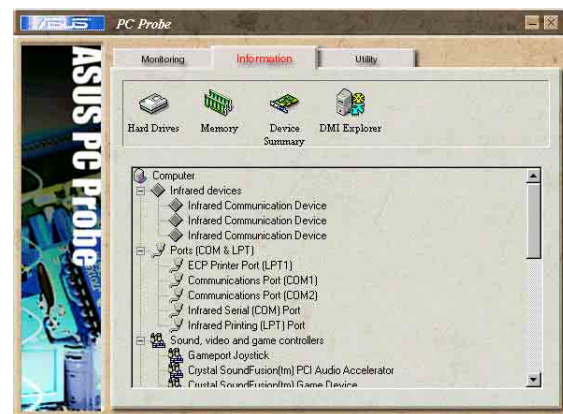 ASUS PC Probe
Monitoring Information Utility
ASUS PC Probe
Hard Drives Memory Device Summary DMI Explorer
Computer
Infrared devices
Infrared Communication Device
Infrared Communication Device
Infrared Communication Device
Ports (COM & LPT)
ECP Printer Port (LPT1)
Communications Port (COM1)
Communications Port (COM2)
Infrared Serial (COM) Port
Infrared Printing (LPT) Port
Sound, video and game controllers
Gameport Joystick
Crystal SoundFusion(tm) PCI Audio Accelerator
Crystal SoundFusion(tm) Game Device